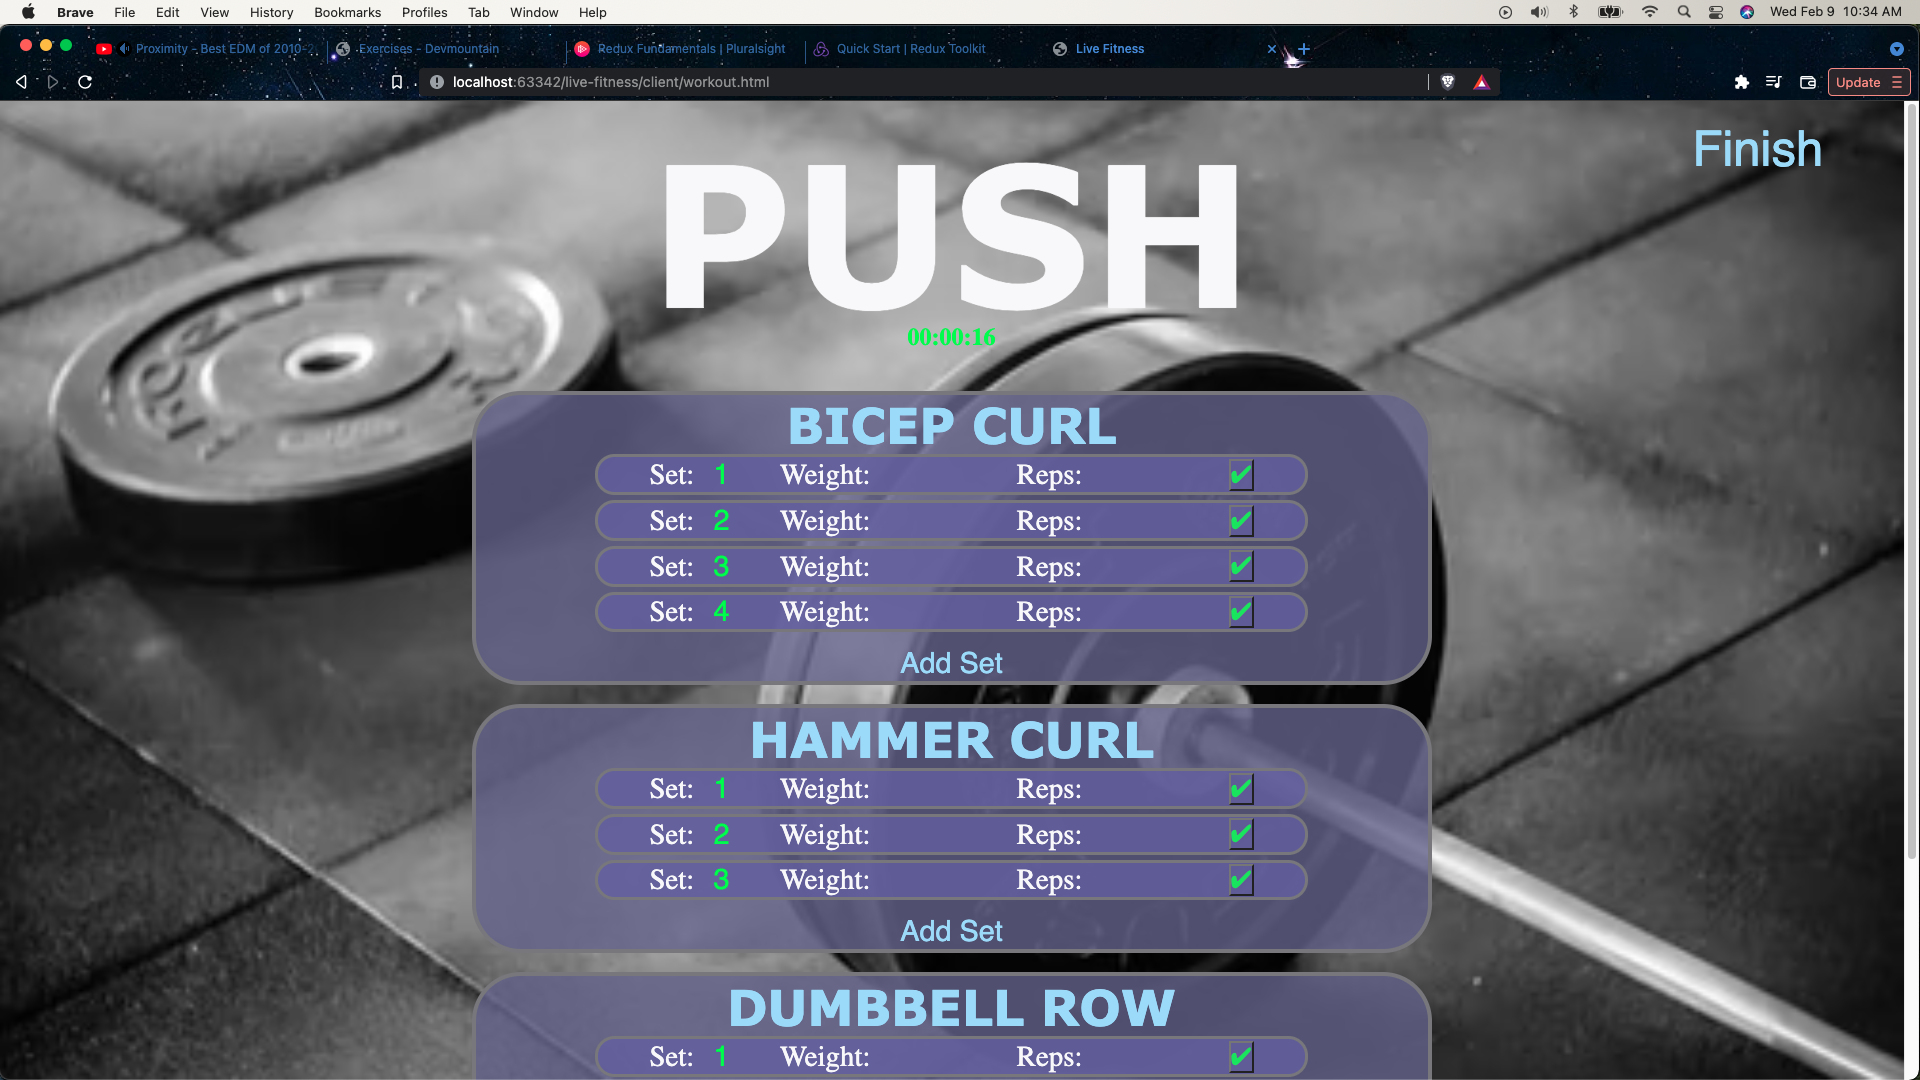 Brave File Edit View History Bookmarks Profiles Tab Window Help Wed Feb 9 10:34 AM
Proximity - Best EDM of 2010- Exercises - Devmountain Redux Fundamentals | Pluralsight Quick Start | Redux Toolkit Live Fitness
localhost:63342/live-fitness/client/workout.html Update
Finish
PUSH
00:00:16
BICEP CURL
Set: 1 Weight: Reps: ✔
Set: 2 Weight: Reps: ✔
Set: 3 Weight: Reps: ✔
Set: 4 Weight: Reps: ✔
Add Set
HAMMER CURL
Set: 1 Weight: Reps: ✔
Set: 2 Weight: Reps: ✔
Set: 3 Weight: Reps: ✔
Add Set
DUMBBELL ROW
Set: 1 Weight: Reps: ✔